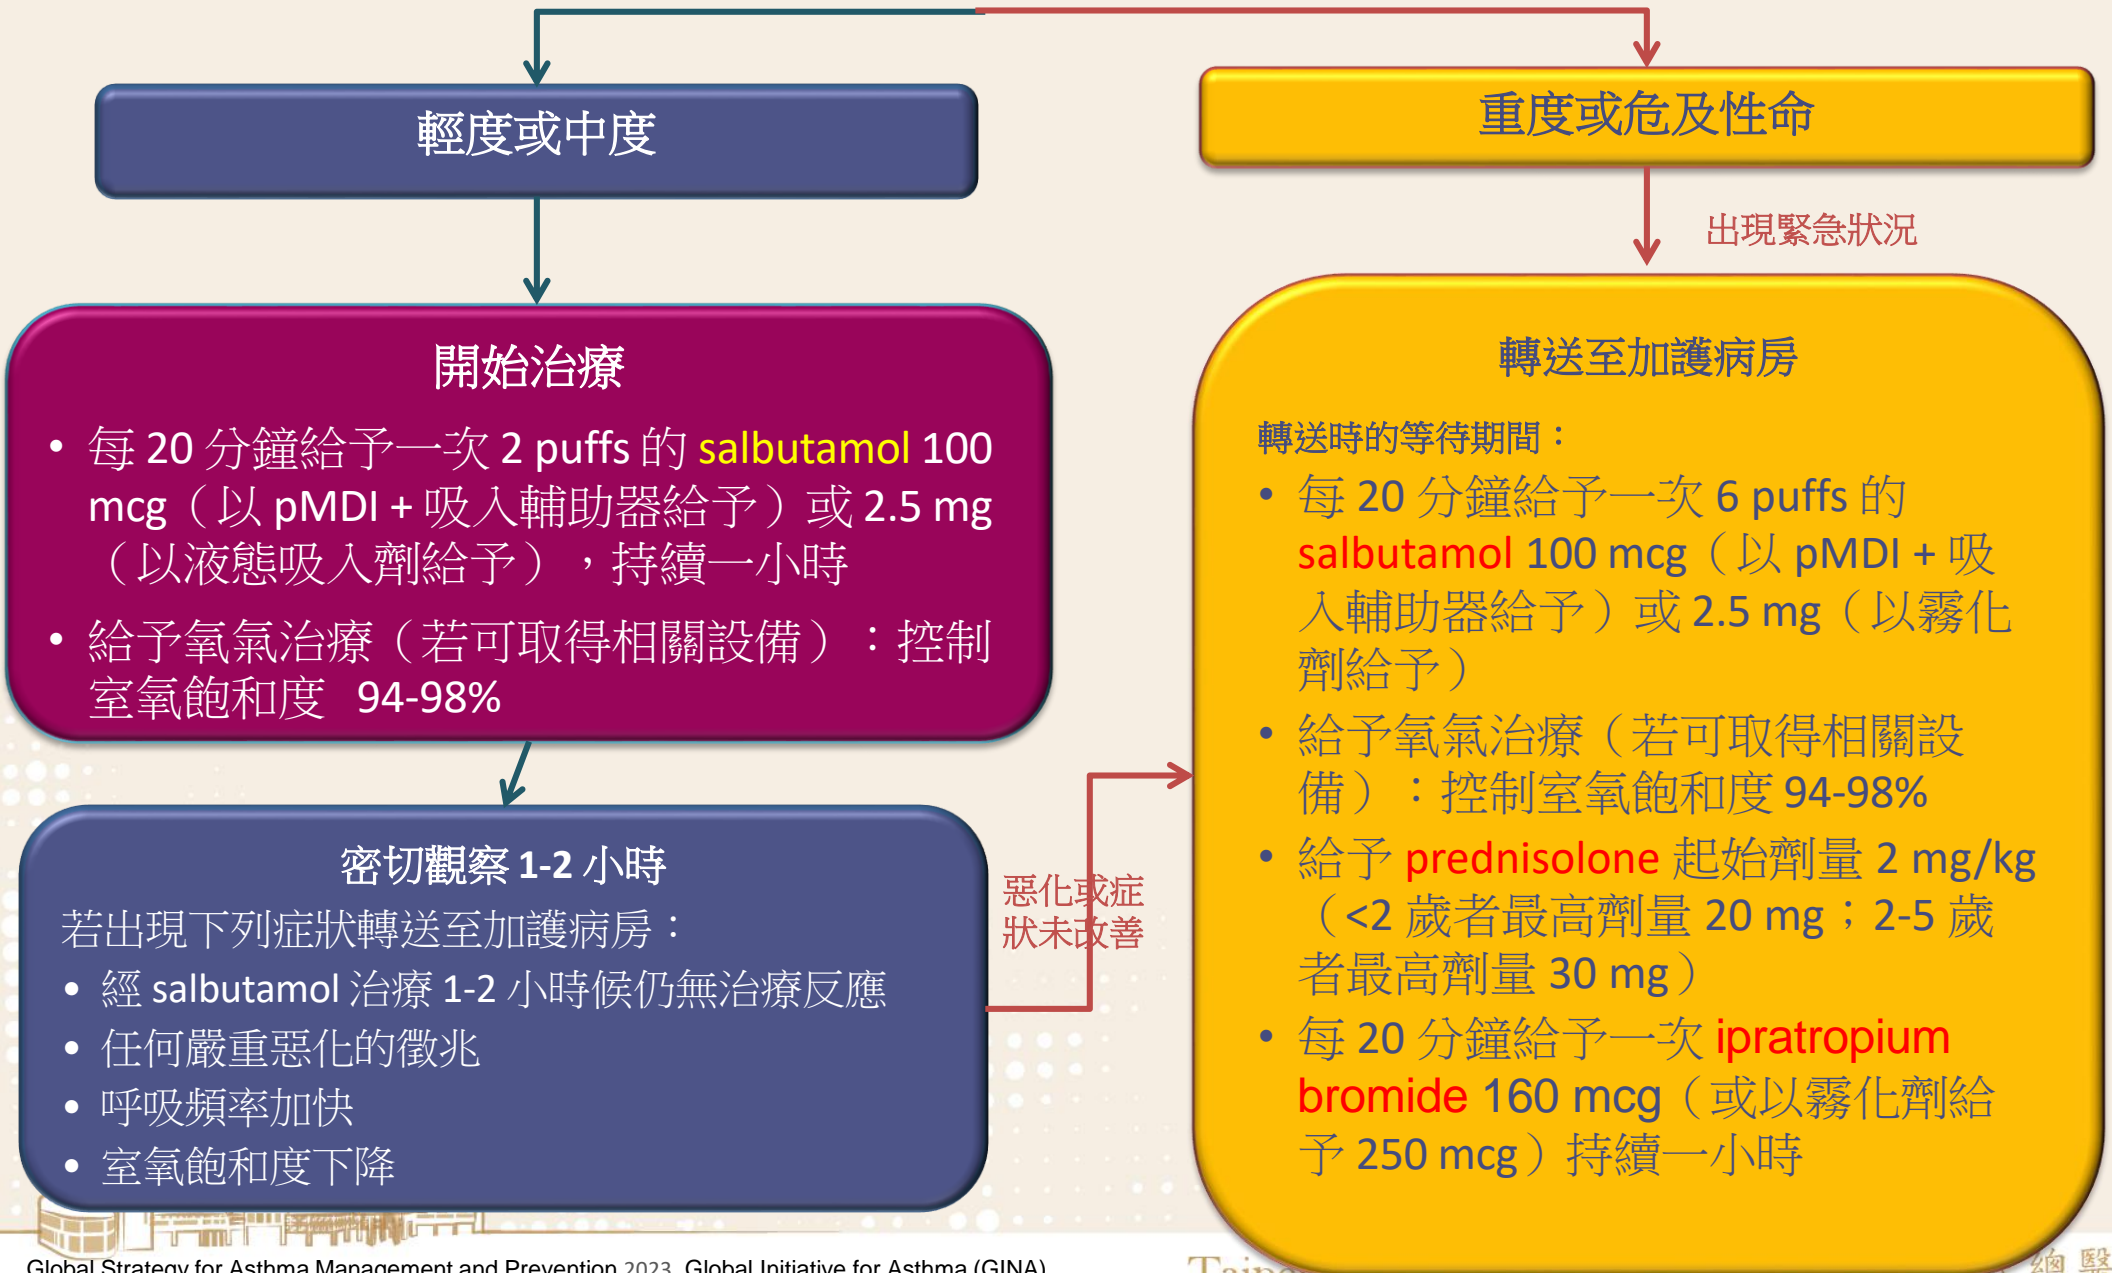 輕度或中度
重度或危及性命
出現緊急狀況
開始治療
• 每 20 分鐘給予一次 2 puffs 的 salbutamol 100
mcg（以 pMDI + 吸入輔助器給予）或 2.5 mg
（以液態吸入劑給予），持續一小時
• 給予氧氣治療（若可取得相關設備）：控制
室氧飽和度 94-98%
密切觀察 1-2 小時
若出現下列症狀轉送至加護病房：
• 經 salbutamol 治療 1-2 小時候仍無治療反應
• 任何嚴重惡化的徵兆
• 呼吸頻率加快
• 室氧飽和度下降
惡化或症
狀未改善
轉送至加護病房
轉送時的等待期間：
• 每 20 分鐘給予一次 6 puffs 的
salbutamol 100 mcg（以 pMDI + 吸
入輔助器給予）或 2.5 mg（以霧化
劑給予）
• 給予氧氣治療（若可取得相關設
備）：控制室氧飽和度 94-98%
• 給予 prednisolone 起始劑量 2 mg/kg
（<2 歲者最高劑量 20 mg；2-5 歲
者最高劑量 30 mg）
• 每 20 分鐘給予一次 ipratropium
bromide 160 mcg（或以霧化劑給
予 250 mcg）持續一小時
Global Strategy for Asthma Management and Prevention 2023. Global Initiative for Asthma (GINA)
總醫